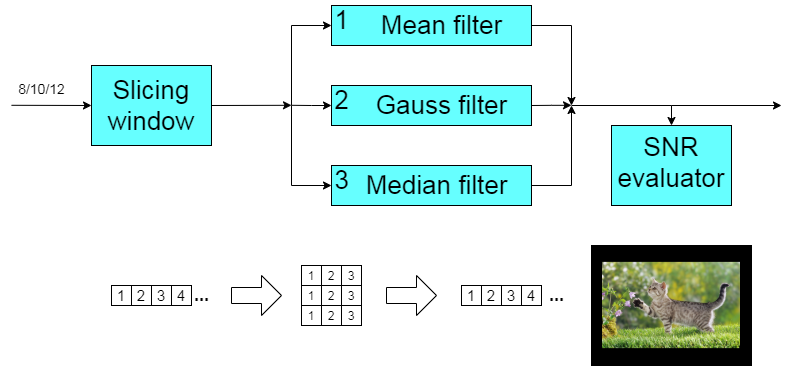 8/10/12
Slicing
window
1 Mean filter
2 Gauss filter
3 Median filter
SNR
evaluator
1 2 3 4 ...
1 2 3
1 2 3
1 2 3
1 2 3 4 ...